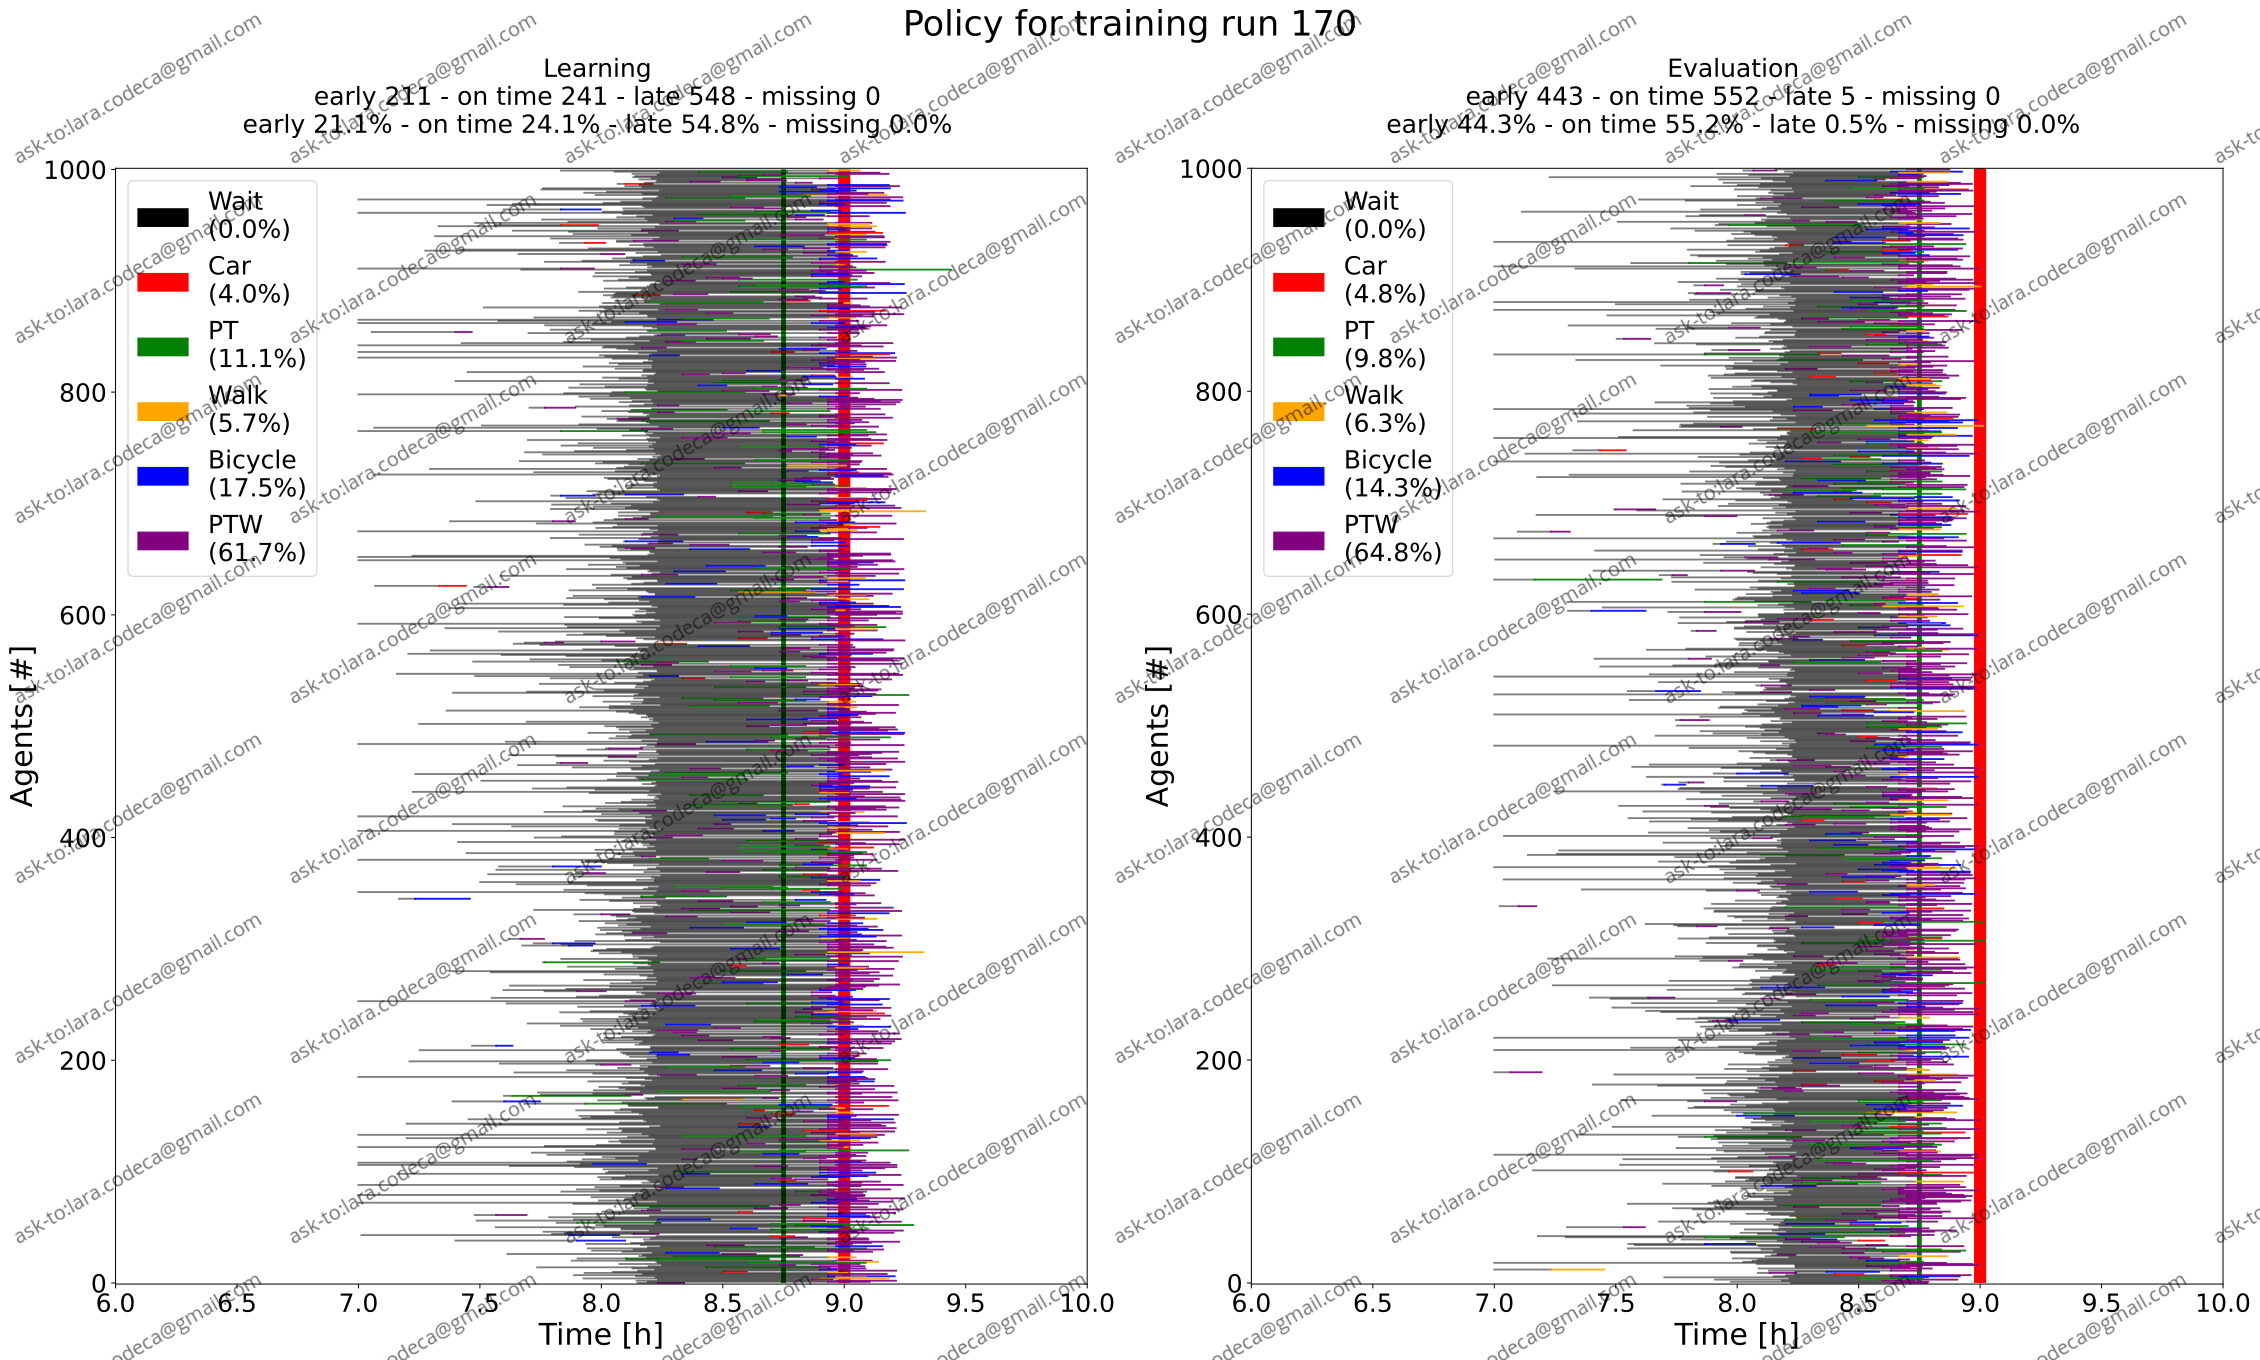 Policy for training run 170
Learning
early 211 - on time 241 - late 548 - missing 0
early 21.1% - on time 24.1% - late 54.8% - missing 0.0%
Agents [#]
1000
800
600
400
200
0
Wait
(0.0%)
Car
(4.0%)
PT
(11.1%)
Walk
(5.7%)
Bicycle
(17.5%)
PTW
(61.7%)
6.0 6.5 7.0 7.5 8.0 8.5 9.0 9.5 10.0
Time [h]
Evaluation
early 443 - on time 552 - late 5 - missing 0
early 44.3% - on time 55.2% - late 0.5% - missing 0.0%
Agents [#]
1000
800
600
400
200
0
Wait
(0.0%)
Car
(4.8%)
PT
(9.8%)
Walk
(6.3%)
Bicycle
(14.3%)
PTW
(64.8%)
6.0 6.5 7.0 7.5 8.0 8.5 9.0 9.5 10.0
Time [h]
ask-to:lara.codeca@gmail.com